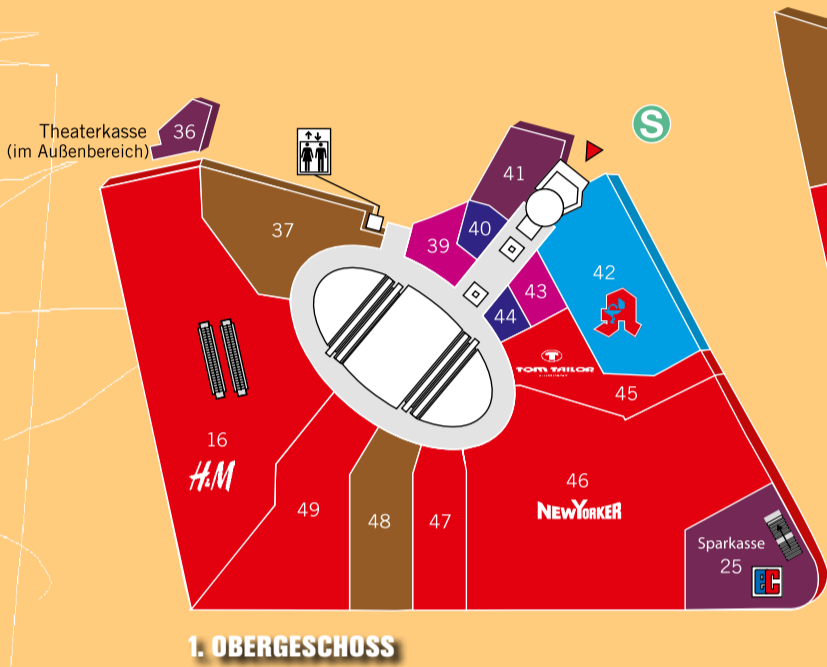 Theaterkasse
(im Außenbereich)
36
S
41
37
39
40
42
43
44
TOM TAILOR
45
16
H&M
46
NEWYORKER
49
48
47
Sparkasse
25
EC
1. OBERGESCHOSS